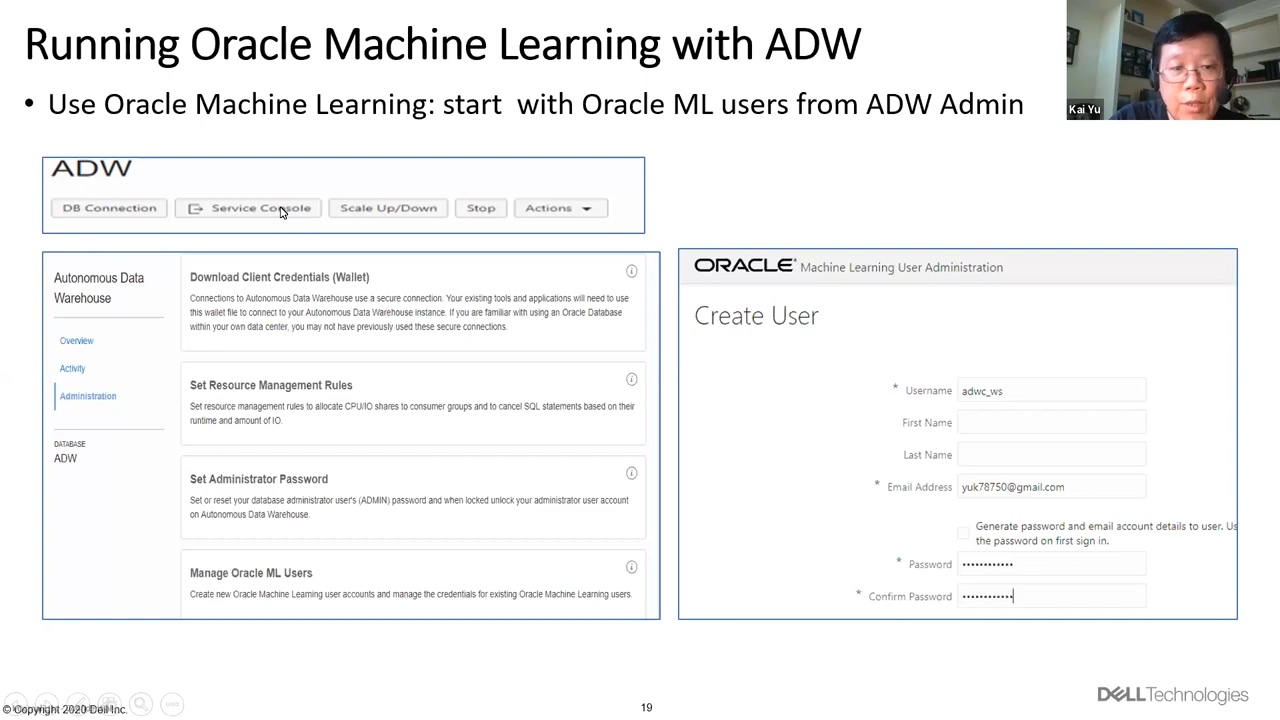 Running Oracle Machine Learning with ADW
Kai Yu
• Use Oracle Machine Learning: start with Oracle ML users from ADW Admin
ADW
DB Connection
Service Console
Scale Up/Down
Stop
Actions
Autonomous Data
Warehouse
Overview
Activity
Administration
DATABASE
ADW
Download Client Credentials (Wallet)
Connections to Autonomous Data Warehouse use a secure connection. Your existing tools and applications will need to use
this wallet file to connect to your Autonomous Data Warehouse instance. If you are familiar with using an Oracle Database
within your own data center, you may not have previously used these secure connections.
Set Resource Management Rules
Set resource management rules to allocate CPU/IO shares to consumer groups and to cancel SQL statements based on their
runtime and amount of IO.
Set Administrator Password
Set or reset your database administrator user's (ADMIN) password and when locked unlock your administrator user account
on Autonomous Data Warehouse.
Manage Oracle ML Users
Create new Oracle Machine Learning user accounts and manage the credentials for existing Oracle Machine Learning users.
ORACLE® Machine Learning User Administration
Create User
* Username adwc_ws
First Name
Last Name
* Email Address yuk78750@gmail.com
Generate password and email account details to user. Us
the password on first sign in.
* Password ••••••••••••
* Confirm Password ••••••••••••
© Copyright 2020 Dell Inc.
19
DELLTechnologies